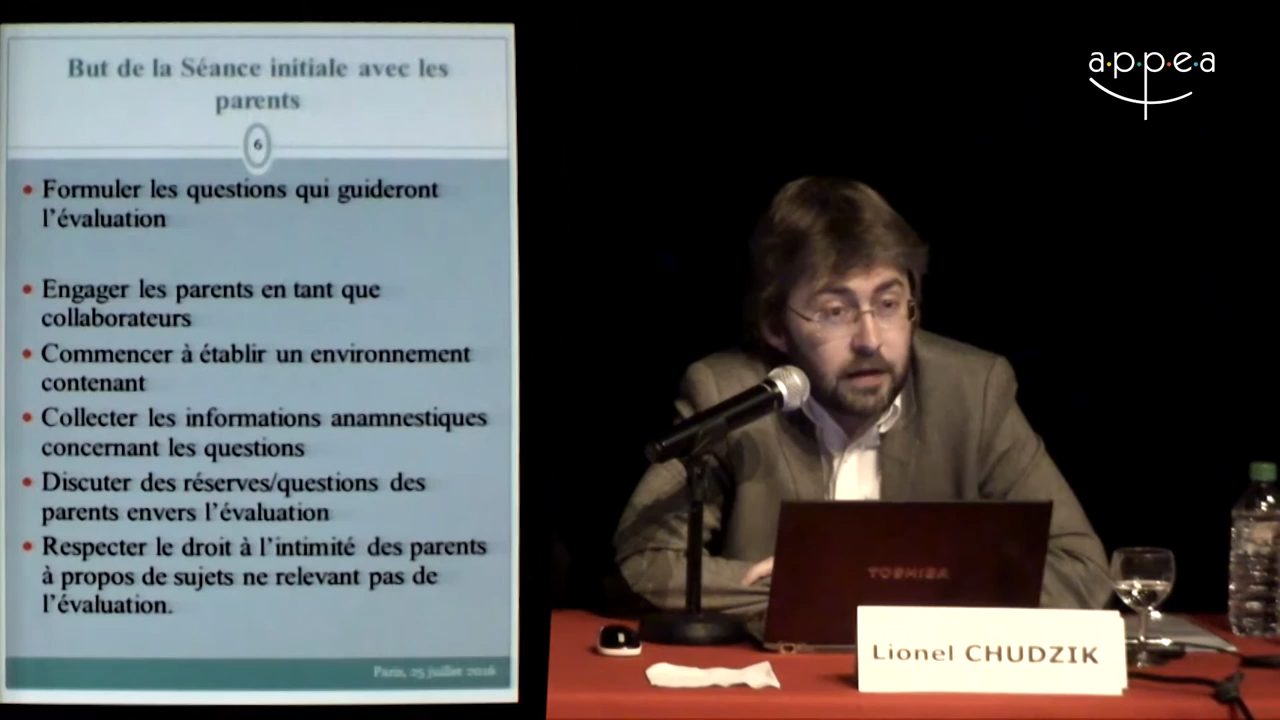 But de la Séance initiale avec les
parents
6
• Formuler les questions qui guideront
l'évaluation
• Engager les parents en tant que
collaborateurs
• Commencer à établir un environnement
contenant
• Collecter les informations anamnestiques
concernant les questions
• Discuter des réserves/questions des
parents envers l'évaluation
• Respecter le droit à l'intimité des parents
à propos de sujets ne relevant pas de
l'évaluation.
Paris, 25 juillet 2016
a·p·p·e·a
TOSHIBA
Lionel CHUDZIK